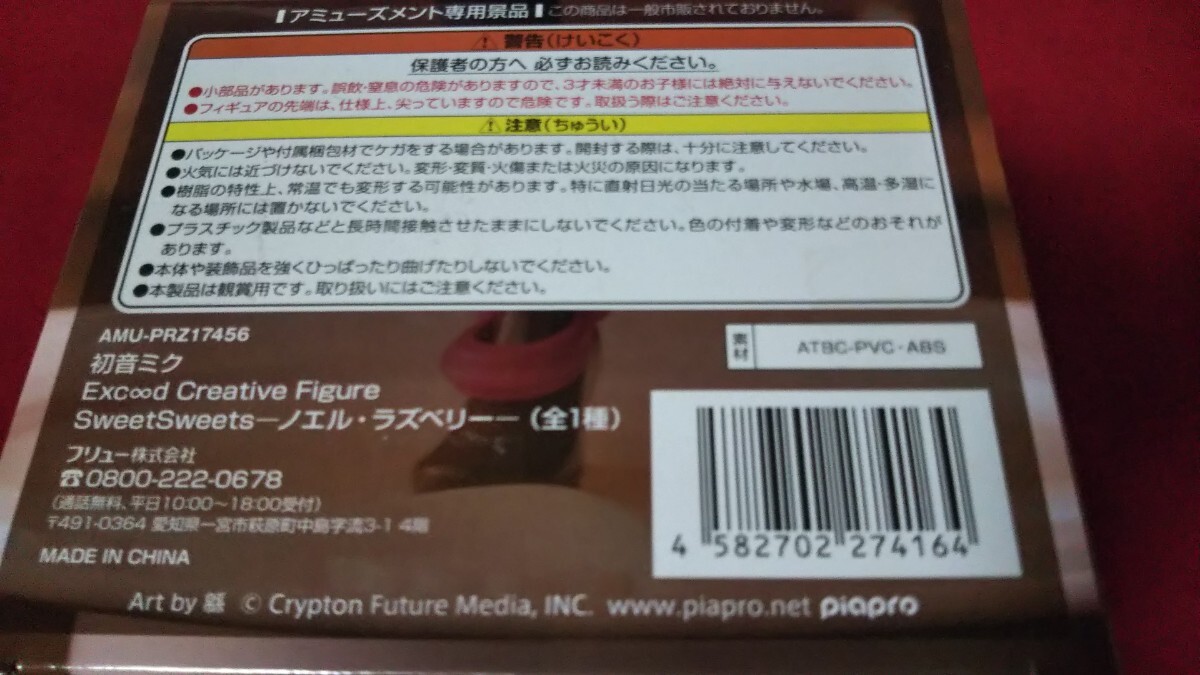 アミューズメント専用景品 この商品は一般市販されておりません。
⚠ 警告(けいこく)
保護者の方へ 必ずお読みください。
●小部品があります。誤飲・窒息の危険がありますので、3才未満のお子様には絶対に与えないでください。
●フィギュアの先端は、仕様上、尖っていますので危険です。取扱う際はご注意ください。
⚠ 注意(ちゅうい)
●パッケージや付属梱包材でケガをする場合があります。開封する際は、十分に注意してください。
●火気には近づけないでください。変形・変質・火傷または火災の原因になります。
●樹脂の特性上、常温でも変形する可能性があります。特に直射日光の当たる場所や水場、高温・多湿に
なる場所には置かないでください。
●プラスチック製品などと長時間接触させたままにしないでください。色の付着や変形などのおそれが
あります。
●本体や装飾品を強くひっぱったり曲げたりしないでください。
●本製品は観賞用です。取り扱いにはご注意ください。
AMU-PRZ17456
初音ミク
Exc∞d Creative Figure
SweetSweets―ノエル・ラズベリー―(全1種)
フリュー株式会社
☎0800-222-0678
(通話無料、平日10:00～18:00受付)
〒491-0364 愛知県一宮市萩原町中島字流3-1 4階
MADE IN CHINA
素材 ATBC-PVC・ABS
4 582702 274164
Art by 繇 © Crypton Future Media, INC. www.piapro.net piapro